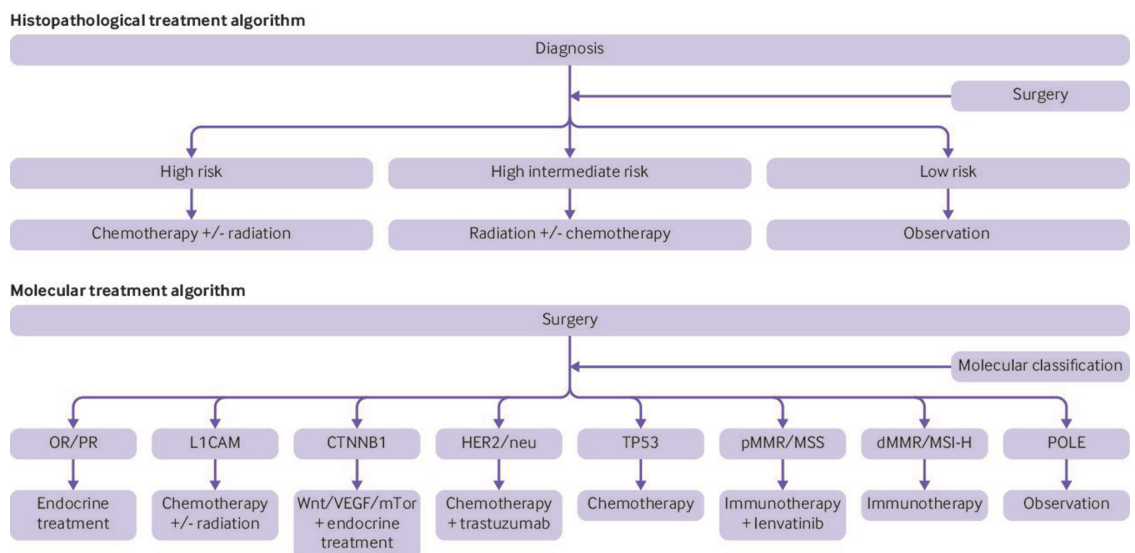 Histopathological treatment algorithm
Diagnosis
Surgery
High risk
High intermediate risk
Low risk
Chemotherapy +/- radiation
Radiation +/- chemotherapy
Observation
Molecular treatment algorithm
Surgery
Molecular classification
OR/PR
L1CAM
CTNNB1
HER2/neu
TP53
pMMR/MSS
dMMR/MSI-H
POLE
Endocrine
treatment
Chemotherapy
+/- radiation
Wnt/VEGF/mTor
+ endocrine
treatment
Chemotherapy
+ trastuzumab
Chemotherapy
Immunotherapy
+ lenvatinib
Immunotherapy
Observation